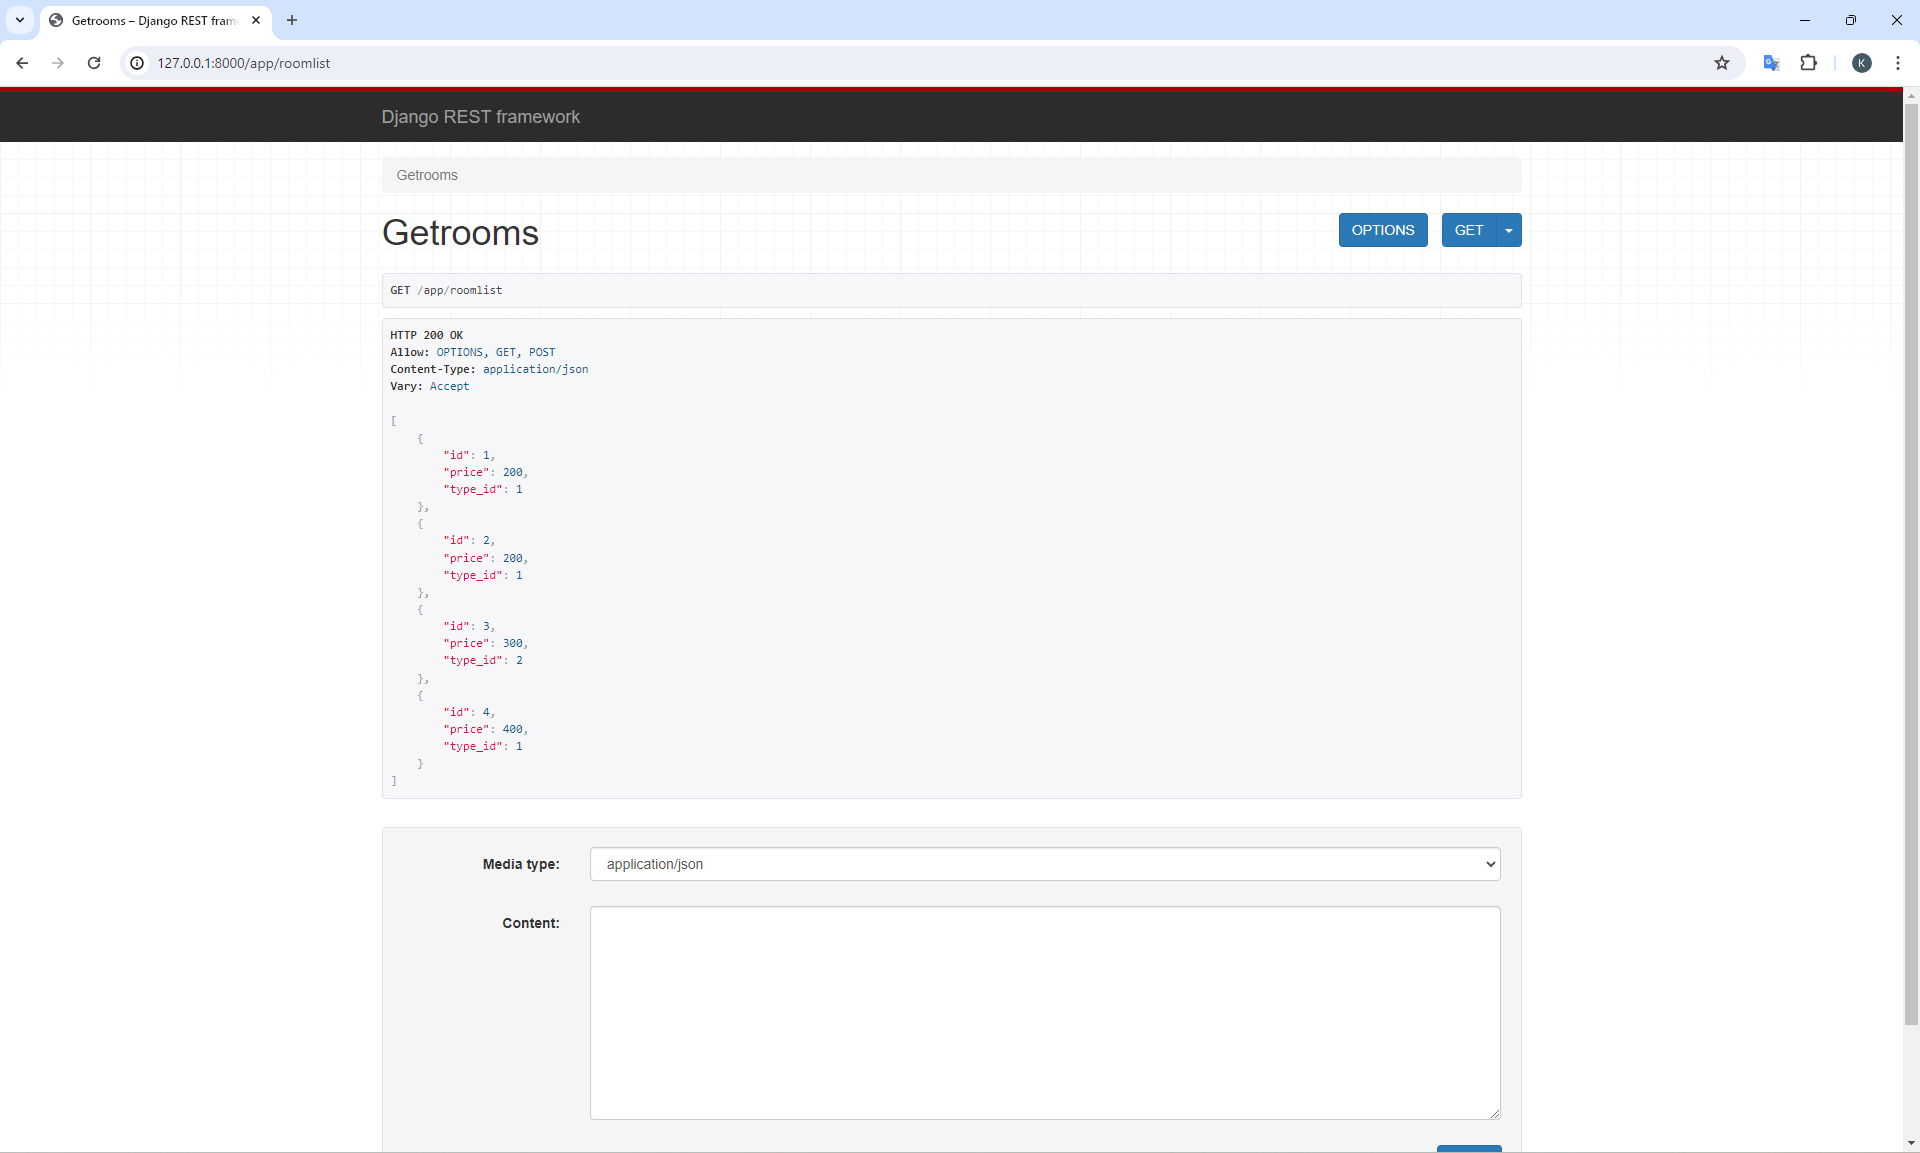 Getrooms – Django REST fram
127.0.0.1:8000/app/roomlist
K
Django REST framework
Getrooms
Getrooms
OPTIONS
GET
GET /app/roomlist
HTTP 200 OK
Allow: OPTIONS, GET, POST
Content-Type: application/json
Vary: Accept
[
{
"id": 1,
"price": 200,
"type_id": 1
},
{
"id": 2,
"price": 200,
"type_id": 1
},
{
"id": 3,
"price": 300,
"type_id": 2
},
{
"id": 4,
"price": 400,
"type_id": 1
}
]
Media type:
application/json
Content: